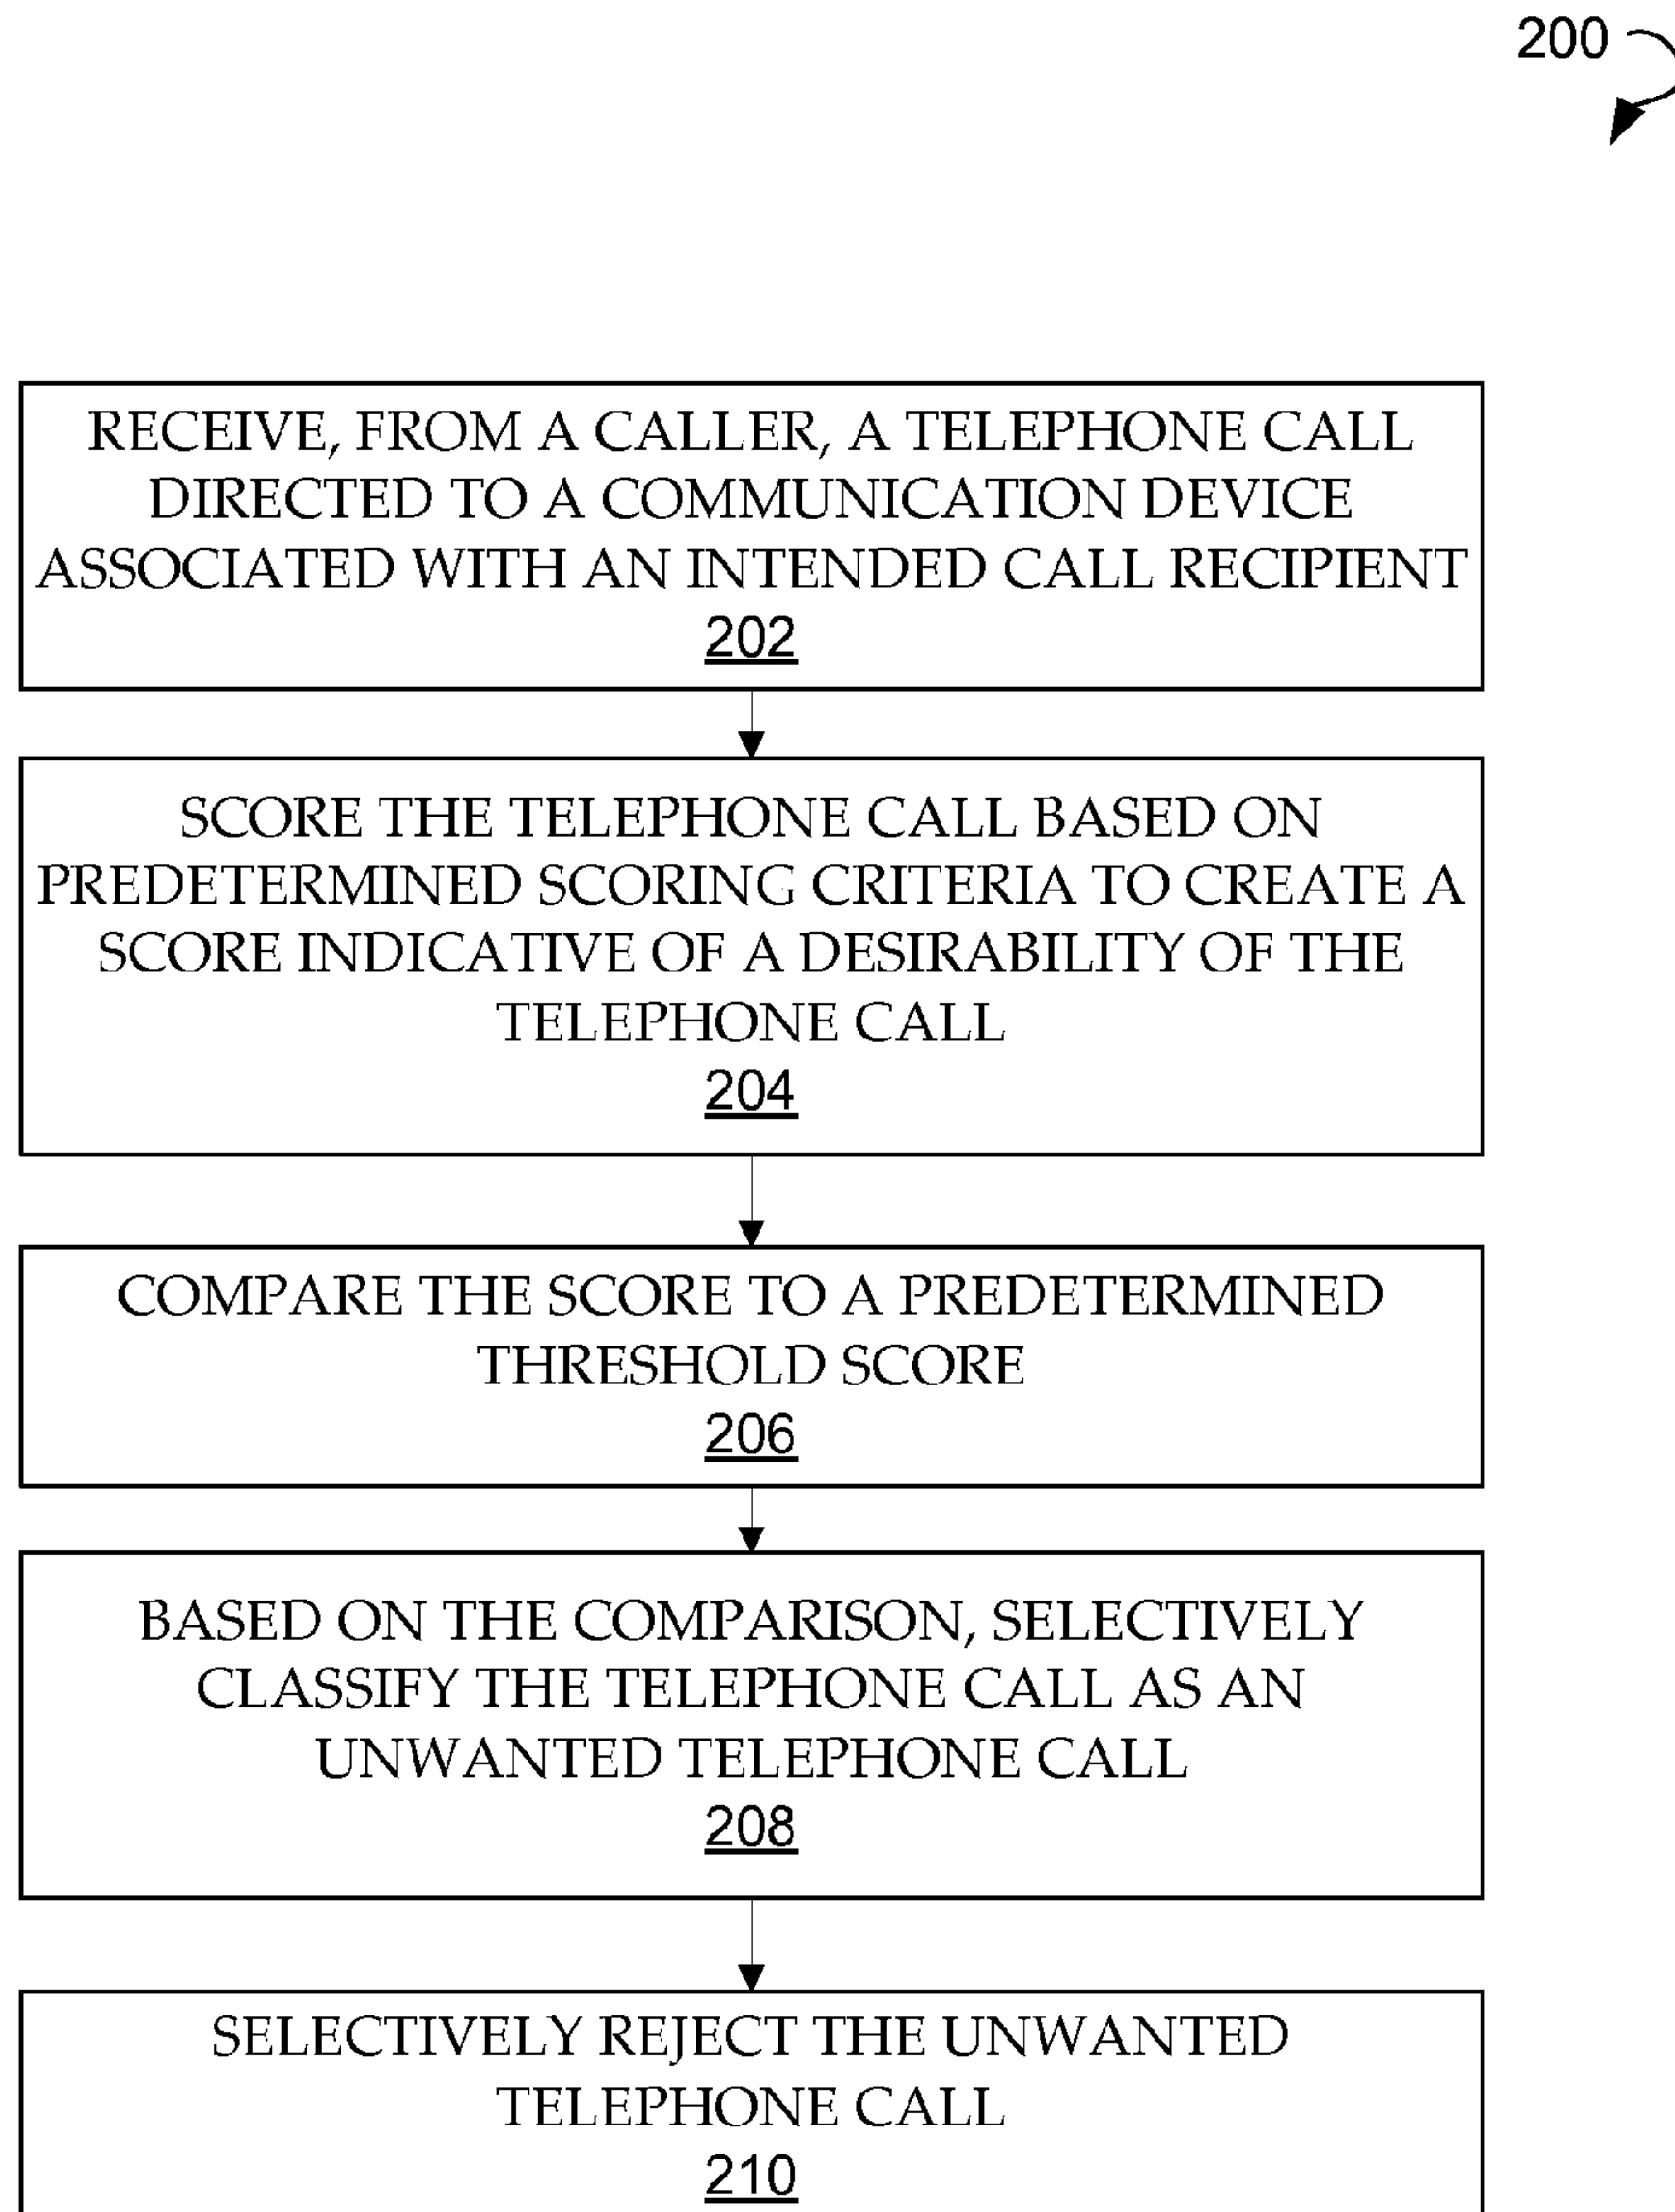 200
RECEIVE, FROM A CALLER, A TELEPHONE CALL
DIRECTED TO A COMMUNICATION DEVICE
ASSOCIATED WITH AN INTENDED CALL RECIPIENT
202
SCORE THE TELEPHONE CALL BASED ON
PREDETERMINED SCORING CRITERIA TO CREATE A
SCORE INDICATIVE OF A DESIRABILITY OF THE
TELEPHONE CALL
204
COMPARE THE SCORE TO A PREDETERMINED
THRESHOLD SCORE
206
BASED ON THE COMPARISON, SELECTIVELY
CLASSIFY THE TELEPHONE CALL AS AN
UNWANTED TELEPHONE CALL
208
SELECTIVELY REJECT THE UNWANTED
TELEPHONE CALL
210